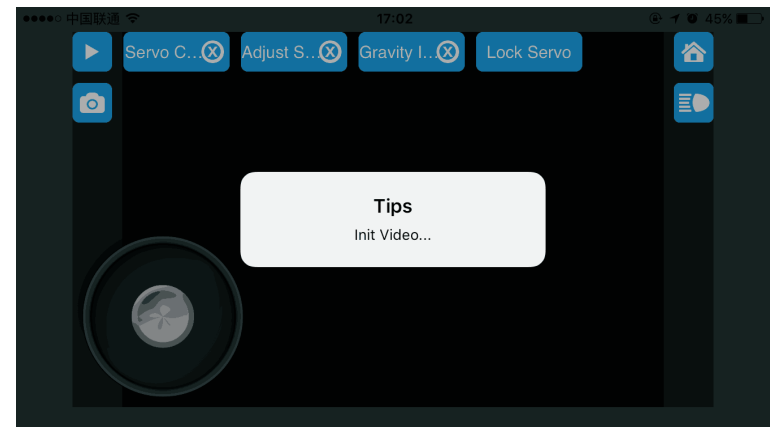 中国联通 17:02 45%
Servo C... X Adjust S... X Gravity I... X Lock Servo
Tips
Init Video...